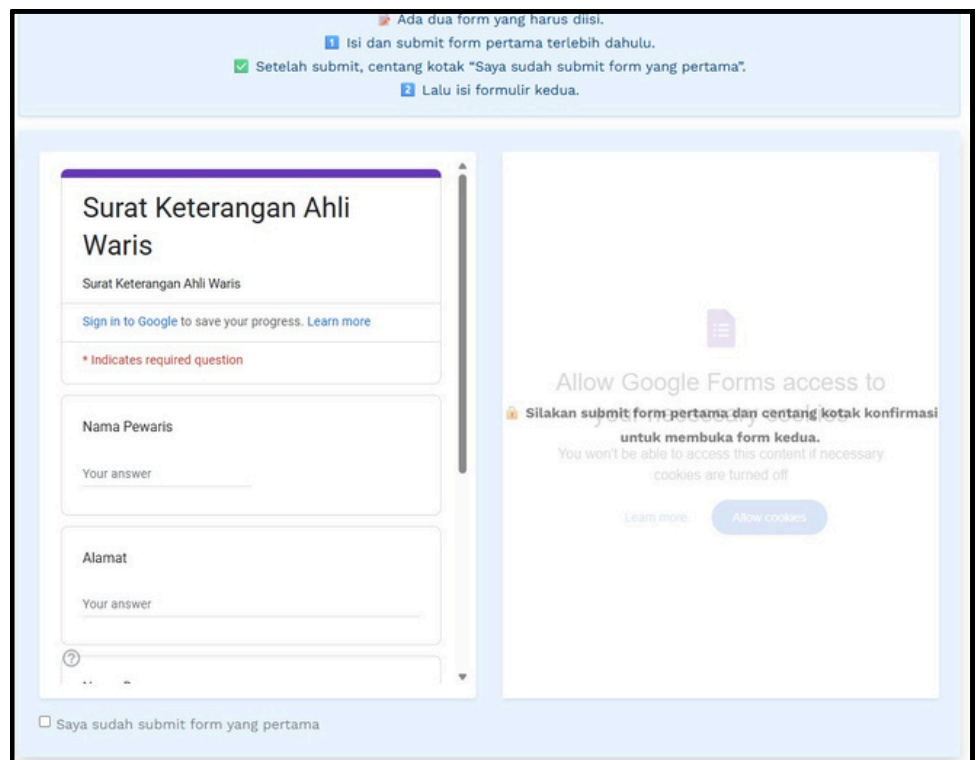 📝 Ada dua form yang harus diisi.
1️⃣ Isi dan submit form pertama terlebih dahulu.
✅ Setelah submit, centang kotak “Saya sudah submit form yang pertama”.
2️⃣ Lalu isi formulir kedua.
Surat Keterangan Ahli
Waris
Surat Keterangan Ahli Waris
Sign in to Google to save your progress. Learn more
* Indicates required question
Nama Pewaris
Your answer
Alamat
Your answer
Allow Google Forms access to
your necessary cookies
🔒 Silakan submit form pertama dan centang kotak konfirmasi
untuk membuka form kedua.
You won't be able to access this content if necessary
cookies are turned off
Learn more
Allow cookies
Saya sudah submit form yang pertama